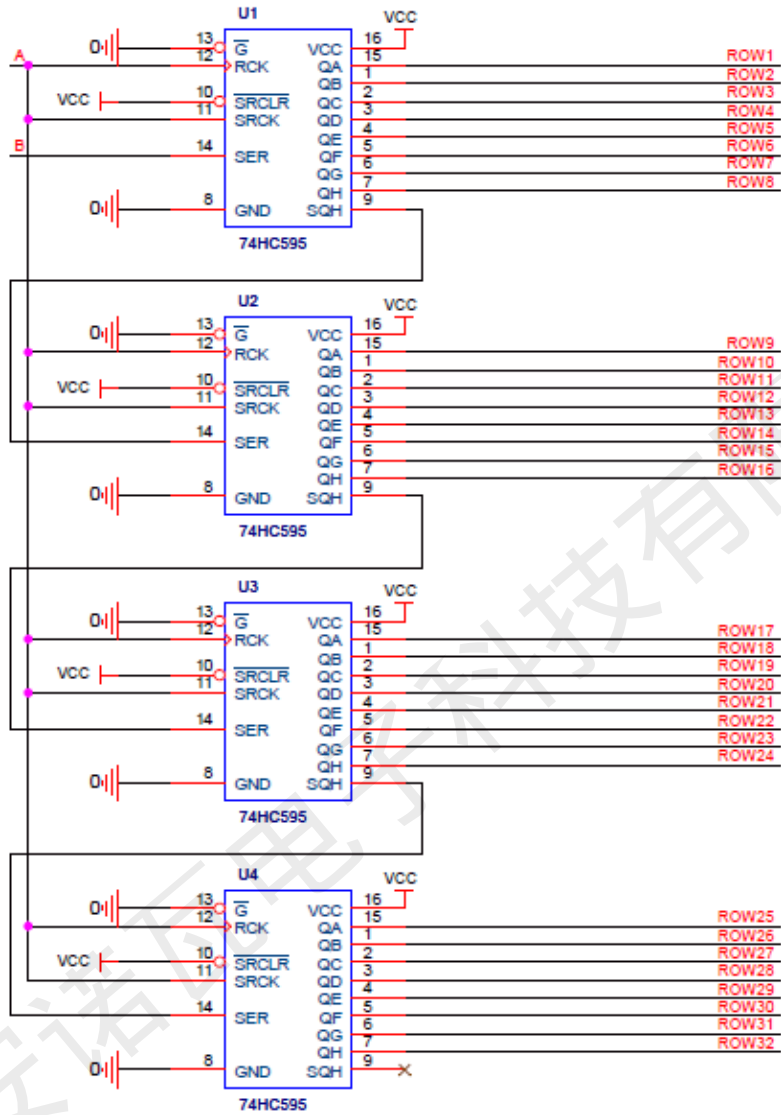 U1
VCC
0 13 G VCC 16
A 12 RCK QA 15 ROW1
QB 1 ROW2
VCC 10 SRCLR QC 2 ROW3
11 SRCK QD 3 ROW4
QE 4 ROW5
B 14 SER QF 5 ROW6
QG 6 ROW7
QH 7 ROW8
0 8 GND SQH 9
74HC595
U2
VCC
0 13 G VCC 16
12 RCK QA 15 ROW9
QB 1 ROW10
VCC 10 SRCLR QC 2 ROW11
11 SRCK QD 3 ROW12
QE 4 ROW13
14 SER QF 5 ROW14
QG 6 ROW15
QH 7 ROW16
0 8 GND SQH 9
74HC595
U3
VCC
0 13 G VCC 16
12 RCK QA 15 ROW17
QB 1 ROW18
VCC 10 SRCLR QC 2 ROW19
11 SRCK QD 3 ROW20
QE 4 ROW21
14 SER QF 5 ROW22
QG 6 ROW23
QH 7 ROW24
0 8 GND SQH 9
74HC595
U4
VCC
0 13 G VCC 16
12 RCK QA 15 ROW25
QB 1 ROW26
VCC 10 SRCLR QC 2 ROW27
11 SRCK QD 3 ROW28
QE 4 ROW29
14 SER QF 5 ROW30
QG 6 ROW31
QH 7 ROW32
0 8 GND SQH 9
74HC595
安诺瓦电子科技有